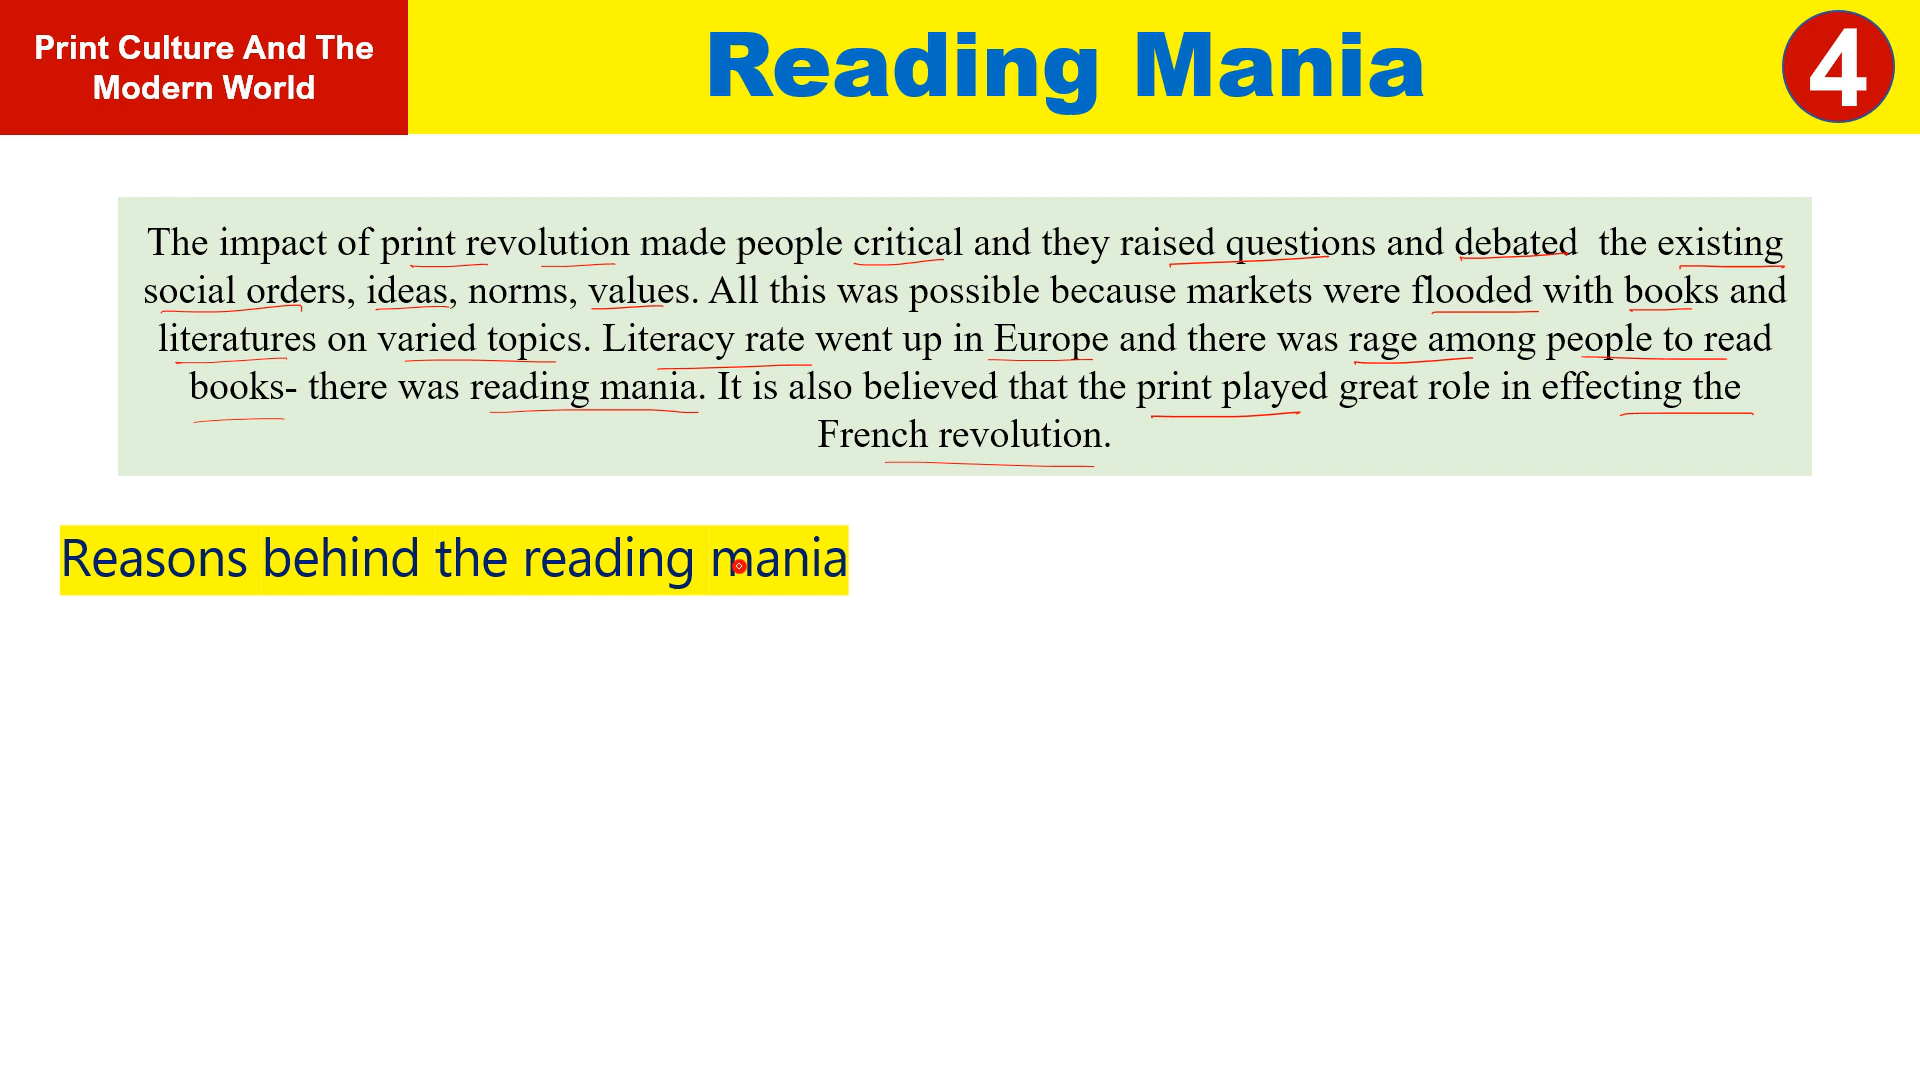 Print Culture And The
Modern World
Reading Mania
4
The impact of print revolution made people critical and they raised questions and debated  the existing
social orders, ideas, norms, values. All this was possible because markets were flooded with books and
literatures on varied topics. Literacy rate went up in Europe and there was rage among people to read
books- there was reading mania. It is also believed that the print played great role in effecting the
French revolution.
Reasons behind the reading mania